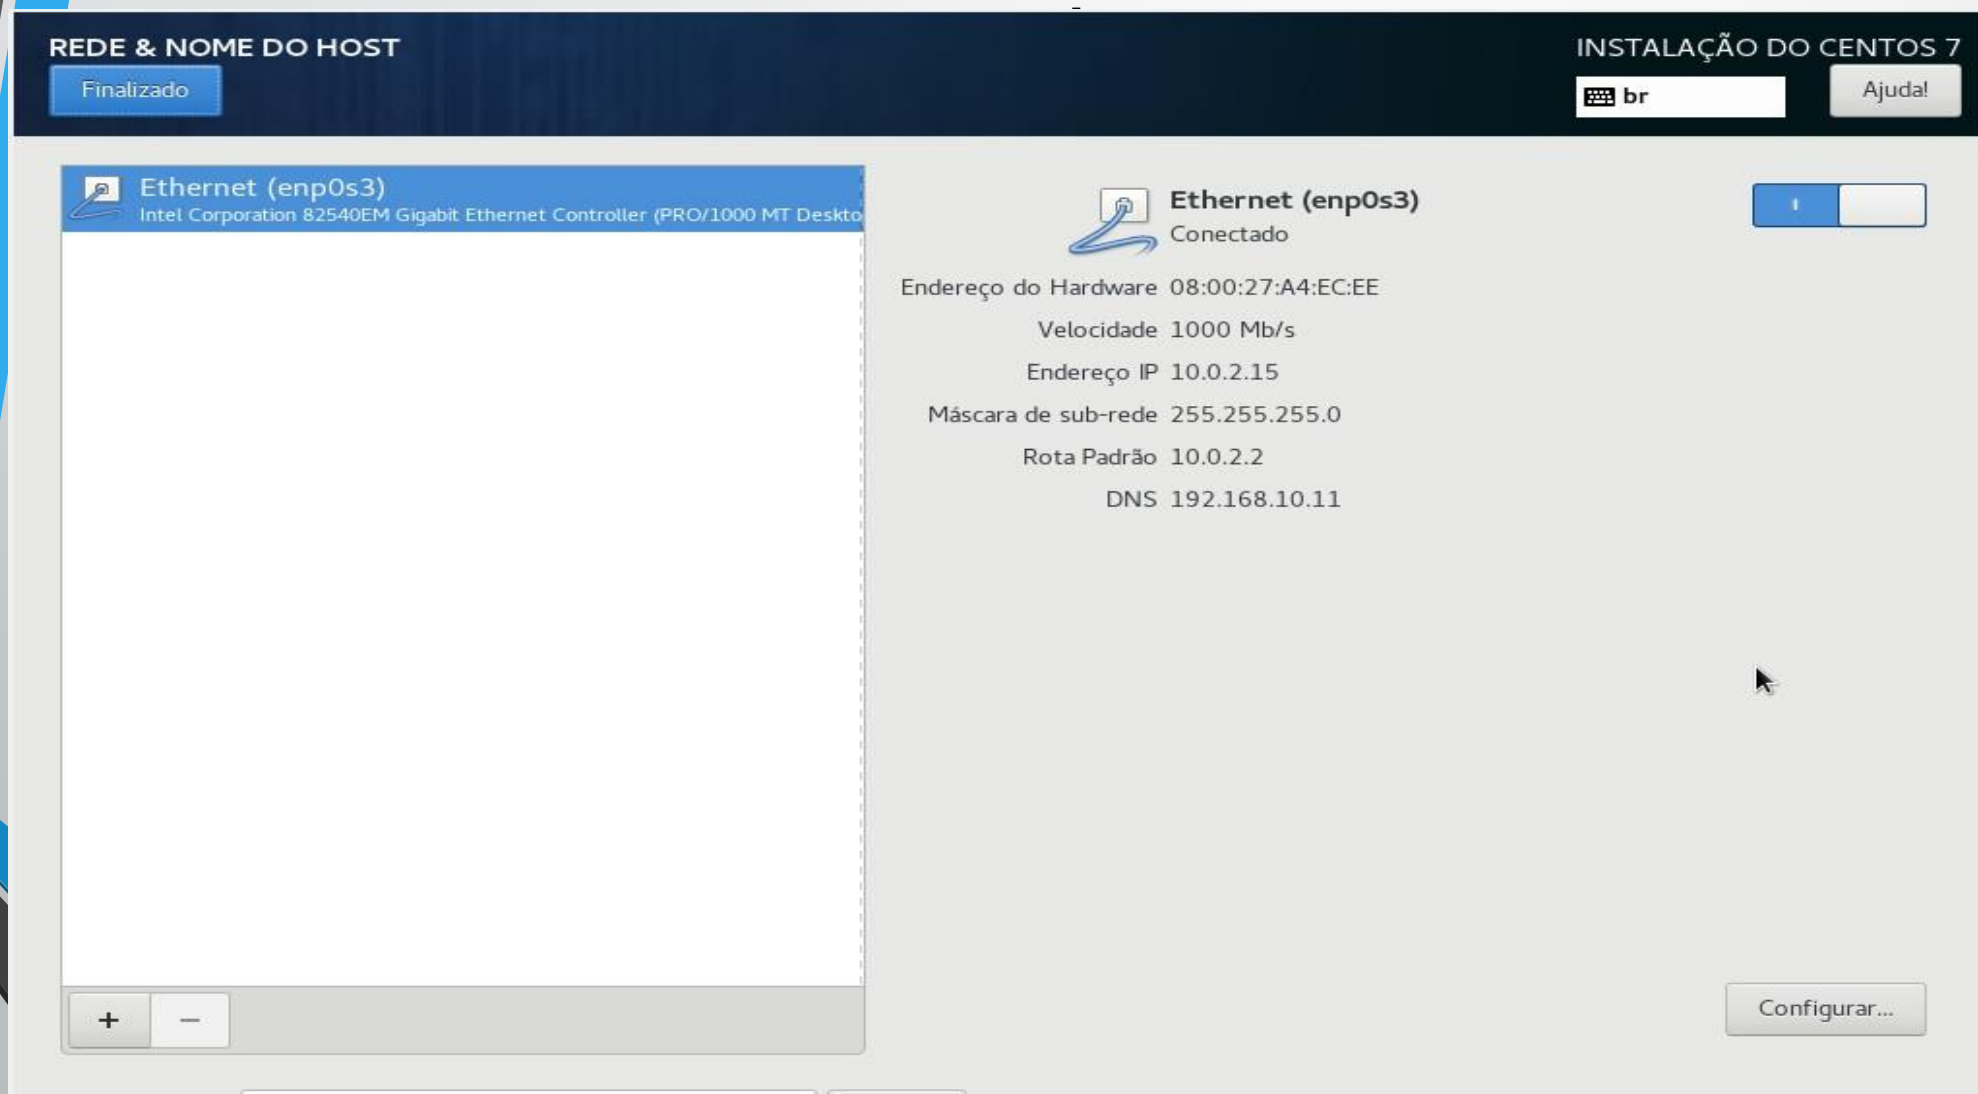 REDE & NOME DO HOST
INSTALAÇÃO DO CENTOS 7
Finalizado
br
Ajuda!
Ethernet (enp0s3)
Intel Corporation 82540EM Gigabit Ethernet Controller (PRO/1000 MT Deskto
Ethernet (enp0s3)
Conectado
Endereço do Hardware 08:00:27:A4:EC:EE
Velocidade 1000 Mb/s
Endereço IP 10.0.2.15
Máscara de sub-rede 255.255.255.0
Rota Padrão 10.0.2.2
DNS 192.168.10.11
+ −
Configurar...